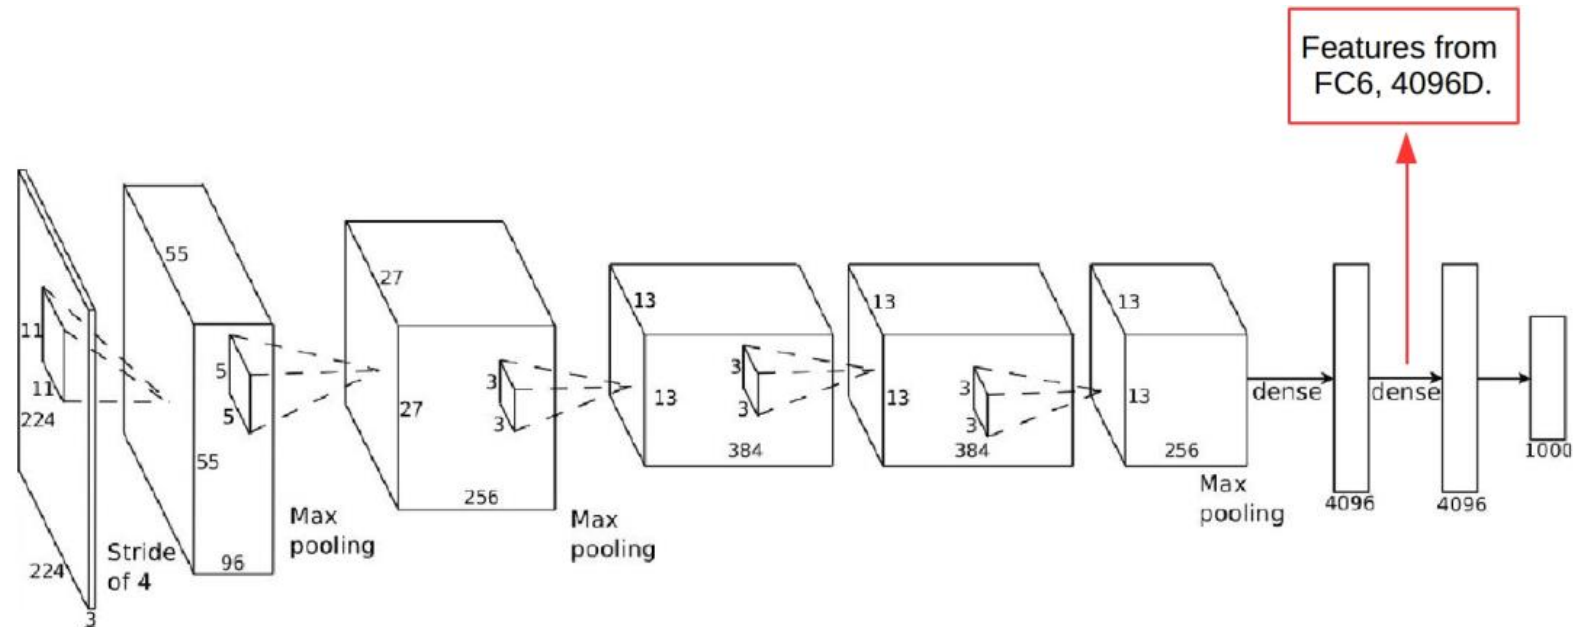 Features from
FC6, 4096D.
11
11
224
224
3
Stride
of 4
55
5
5
55
96
Max
pooling
27
3
3
27
256
Max
pooling
13
3
3
13
384
13
3
3
13
384
13
13
256
Max
pooling
dense
4096
dense
4096
1000